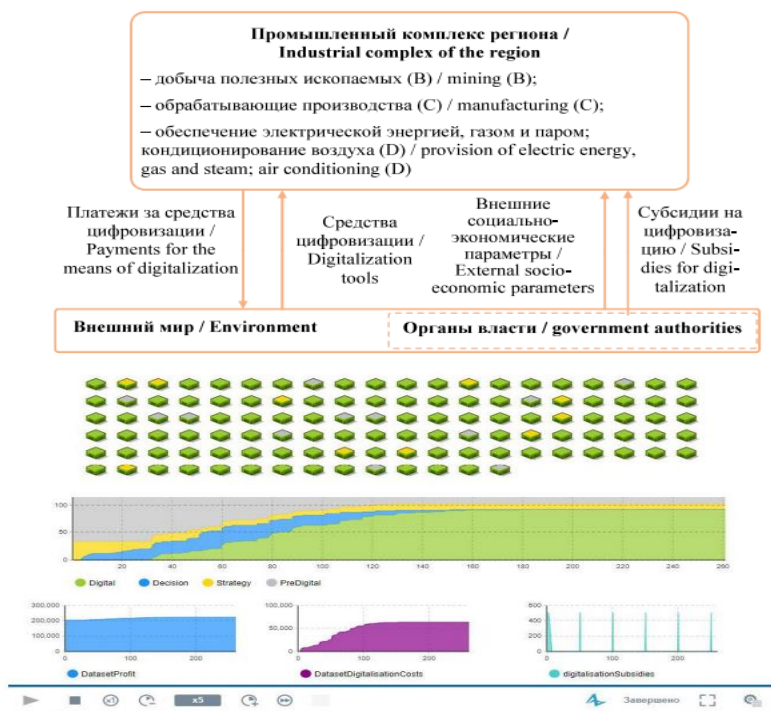 Промышленный комплекс региона /
Industrial complex of the region
– добыча полезных ископаемых (B) / mining (B);
– обрабатывающие производства (C) / manufacturing (C);
– обеспечение электрической энергией, газом и паром;
кондиционирование воздуха (D) / provision of electric energy,
gas and steam; air conditioning (D)
Платежи за средства
цифровизации /
Payments for the
means of digitalization
Средства
цифровизации /
Digitalization
tools
Внешние
социально-
экономические
параметры /
External socio-
economic parameters
Субсидии на
цифровиза-
цию / Subsi-
dies for digi-
talization
Внешний мир / Environment
Органы власти / government authorities
100
50
0
20 40 60 80 100 120 140 160 180 200 220 240 260
Digital Decision Strategy PreDigital
300,000
200,000
100,000
0
0 200
DatasetProfit
100,000
50,000
0
0 200
DatasetDigitalisationCosts
600
400
200
0
0 200
digitalisationSubsidies
x1 x5 Завершено